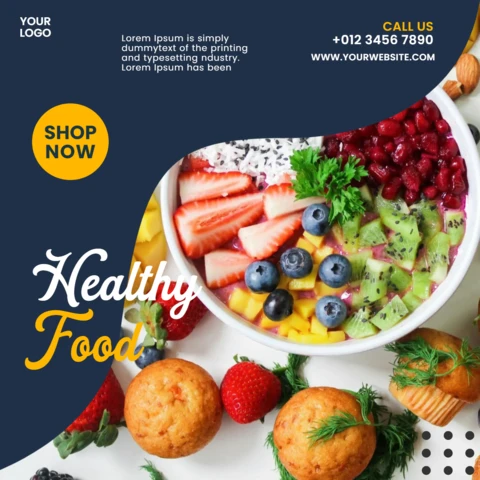 YOUR
LOGO
Lorem Ipsum is simply
dummytext of the printing
and typesetting ndustry.
Lorem Ipsum has been
CALL US
+012 3456 7890
WWW.YOURWEBSITE.COM
SHOP
NOW
Healthy
Food